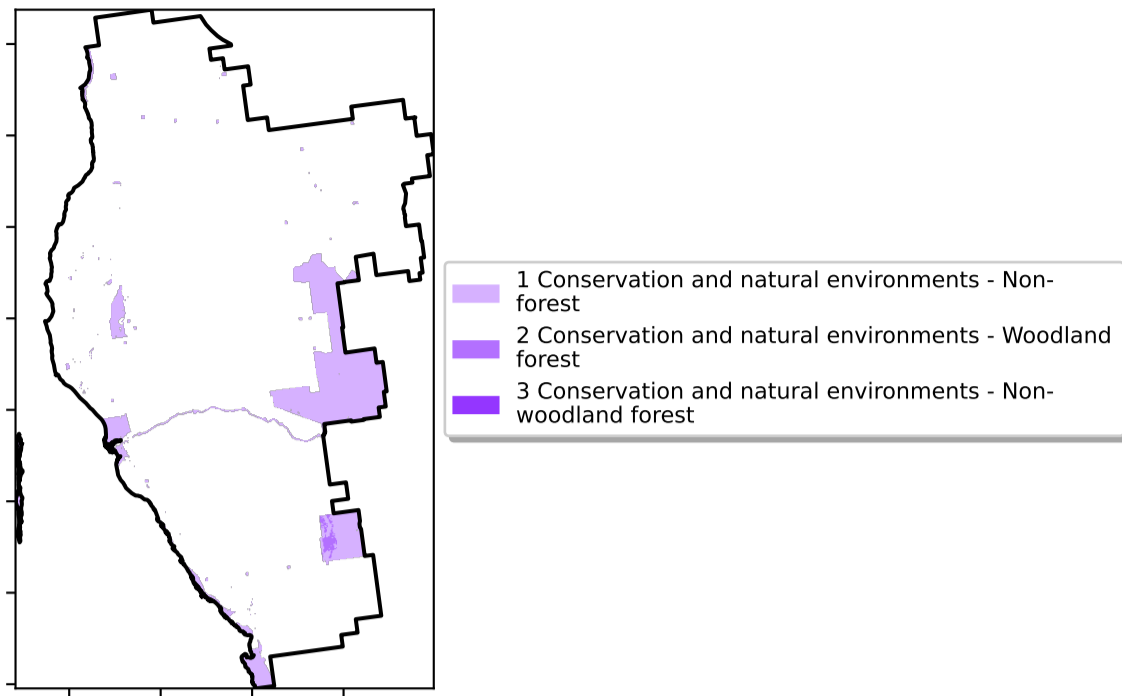 1 Conservation and natural environments - Non-
forest
2 Conservation and natural environments - Woodland
forest
3 Conservation and natural environments - Non-
woodland forest